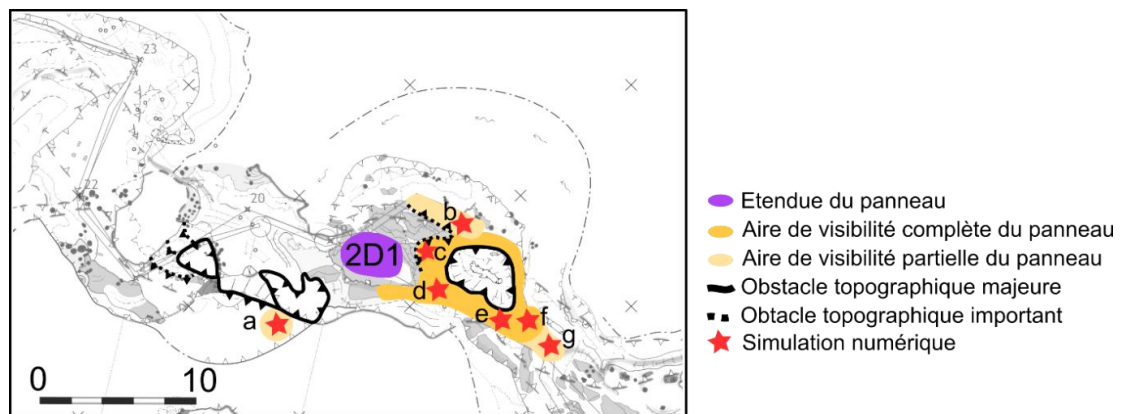 23
22
20
b
2D1
c
d
a
e
f
g
0
10
Etendue du panneau
Aire de visibilité complète du panneau
Aire de visibilité partielle du panneau
Obstacle topographique majeure
Obtacle topographique important
Simulation numérique